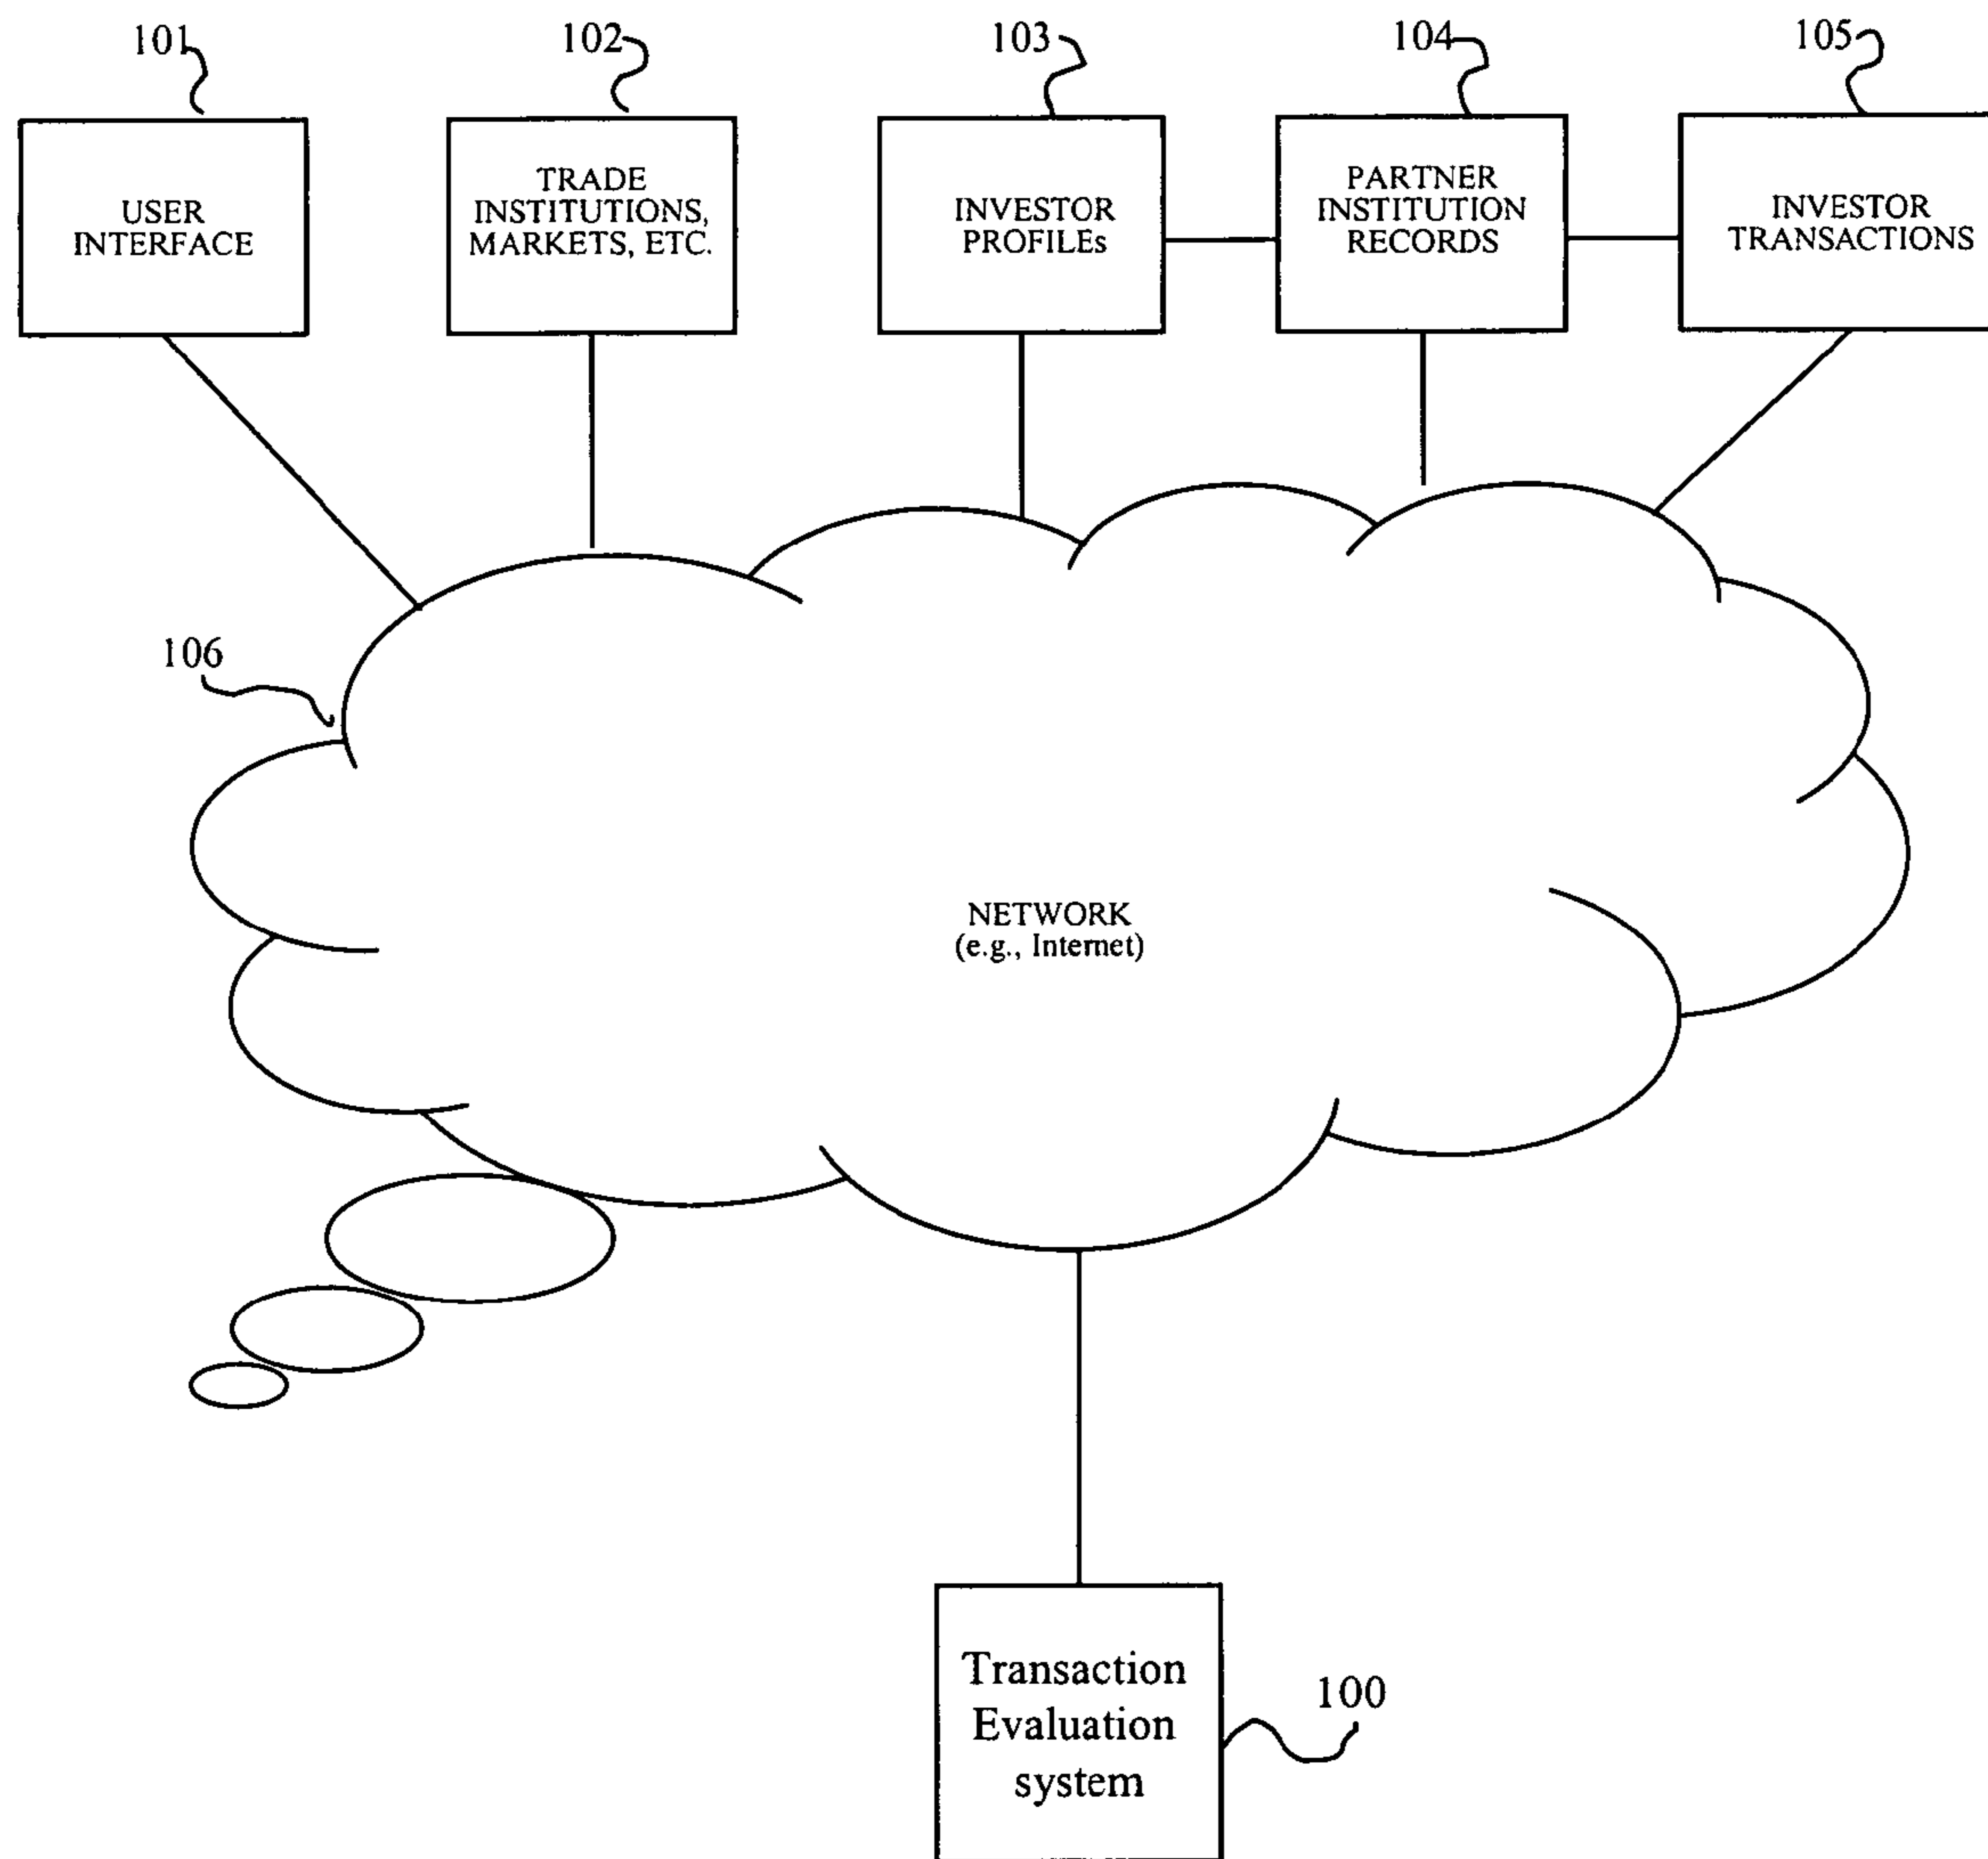 101
102
103
104
105
USER
INTERFACE
TRADE
INSTITUTIONS,
MARKETS, ETC.
INVESTOR
PROFILEs
PARTNER
INSTITUTION
RECORDS
INVESTOR
TRANSACTIONS
106
NETWORK
(e.g., Internet)
Transaction
Evaluation
system
100